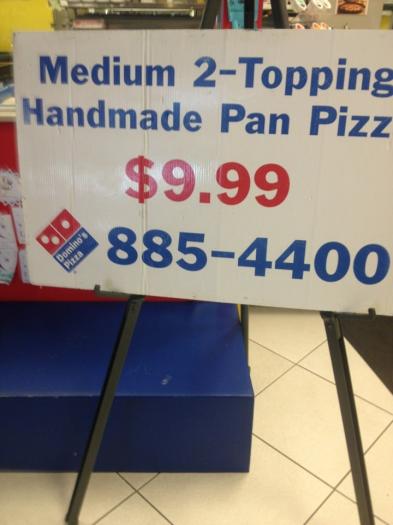 Medium 2-Topping
Handmade Pan Pizz
$9.99
Domino's
Pizza
885-4400